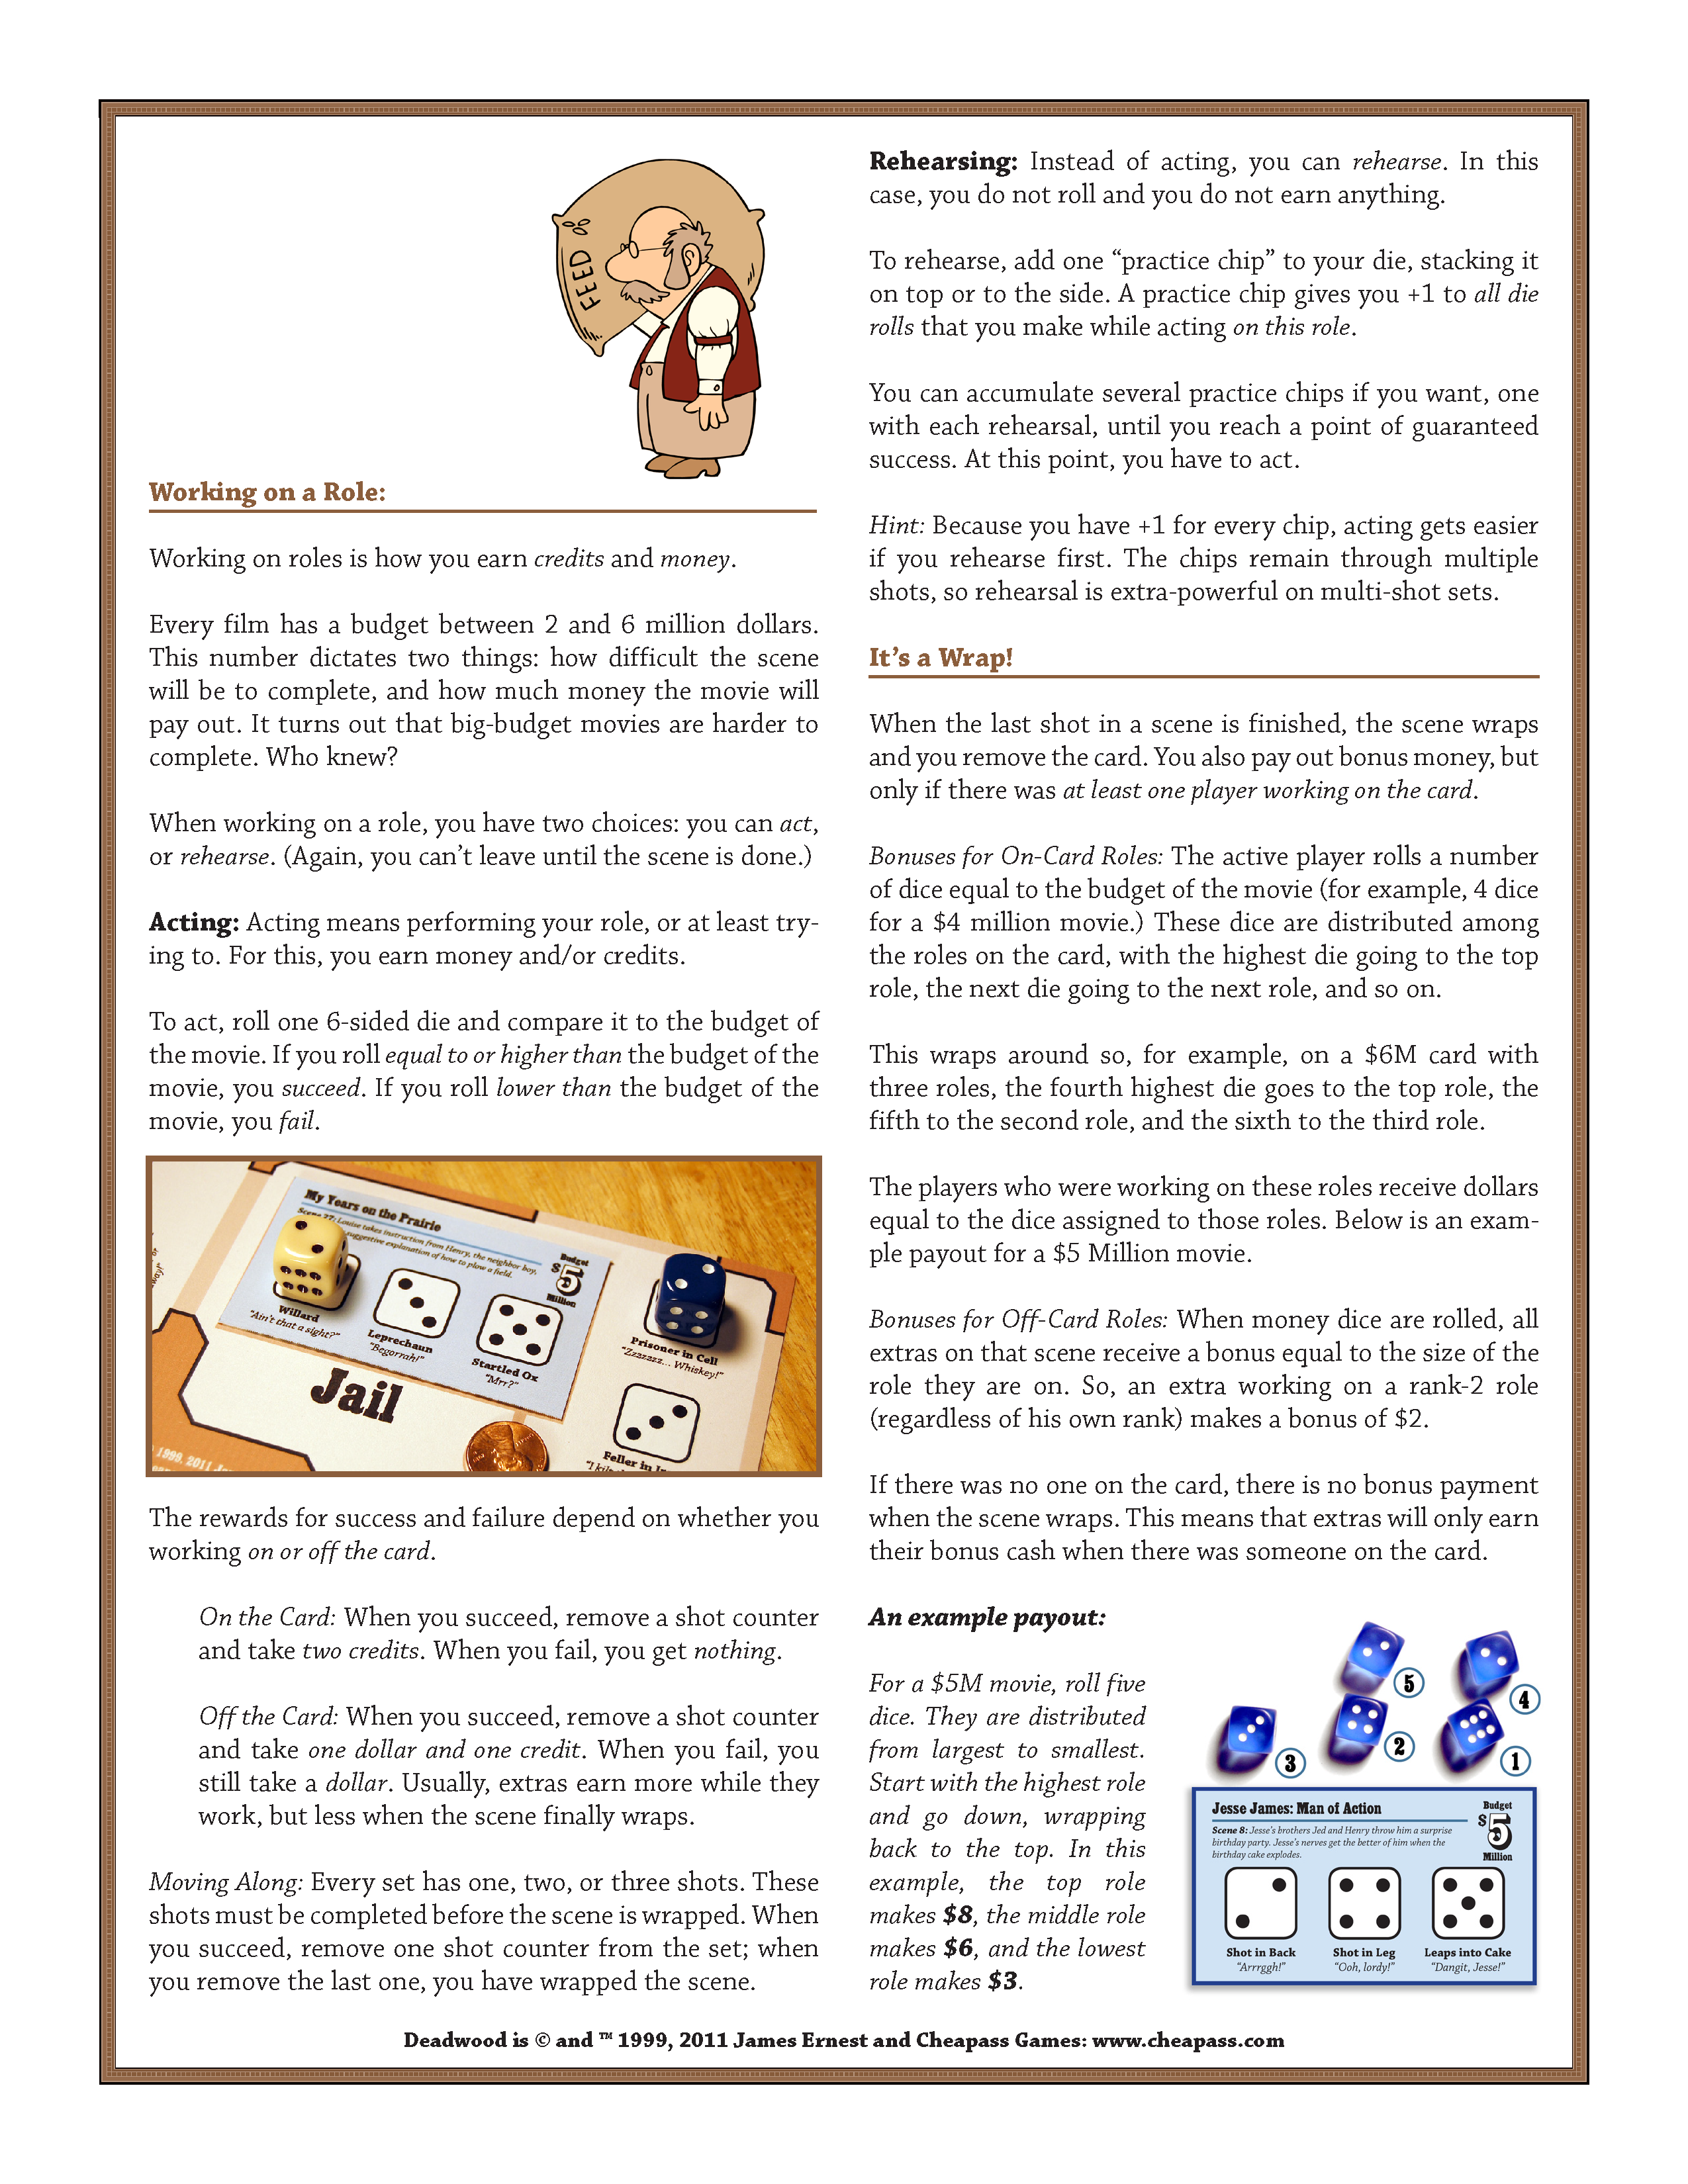 FEED
Working on a Role:
Working on roles is how you earn credits and money.
Every film has a budget between 2 and 6 million dollars.
This number dictates two things: how difficult the scene
will be to complete, and how much money the movie will
pay out. It turns out that big-budget movies are harder to
complete. Who knew?
When working on a role, you have two choices: you can act,
or rehearse. (Again, you can’t leave until the scene is done.)
Acting: Acting means performing your role, or at least try-
ing to. For this, you earn money and/or credits.
To act, roll one 6-sided die and compare it to the budget of
the movie. If you roll equal to or higher than the budget of the
movie, you succeed. If you roll lower than the budget of the
movie, you fail.
My Years on the Prairie
Scene 27: Louise takes instruction from Henry, the neighbor boy,
suggestive explanation of how to plow a field.
Budget
$5
Million
Willard
"Ain't that a sight?"
Leprechaun
"Begorrah!"
Startled Ox
"Mrr?"
Prisoner in Cell
"Zzzzzzz... Whiskey!"
Jail
Feller in
1999, 2011
The rewards for success and failure depend on whether you
working on or off the card.
On the Card: When you succeed, remove a shot counter
and take two credits. When you fail, you get nothing.
Off the Card: When you succeed, remove a shot counter
and take one dollar and one credit. When you fail, you
still take a dollar. Usually, extras earn more while they
work, but less when the scene finally wraps.
Moving Along: Every set has one, two, or three shots. These
shots must be completed before the scene is wrapped. When
you succeed, remove one shot counter from the set; when
you remove the last one, you have wrapped the scene.
Rehearsing: Instead of acting, you can rehearse. In this
case, you do not roll and you do not earn anything.
To rehearse, add one “practice chip” to your die, stacking it
on top or to the side. A practice chip gives you +1 to all die
rolls that you make while acting on this role.
You can accumulate several practice chips if you want, one
with each rehearsal, until you reach a point of guaranteed
success. At this point, you have to act.
Hint: Because you have +1 for every chip, acting gets easier
if you rehearse first. The chips remain through multiple
shots, so rehearsal is extra-powerful on multi-shot sets.
It’s a Wrap!
When the last shot in a scene is finished, the scene wraps
and you remove the card. You also pay out bonus money, but
only if there was at least one player working on the card.
Bonuses for On-Card Roles: The active player rolls a number
of dice equal to the budget of the movie (for example, 4 dice
for a $4 million movie.) These dice are distributed among
the roles on the card, with the highest die going to the top
role, the next die going to the next role, and so on.
This wraps around so, for example, on a $6M card with
three roles, the fourth highest die goes to the top role, the
fifth to the second role, and the sixth to the third role.
The players who were working on these roles receive dollars
equal to the dice assigned to those roles. Below is an exam-
ple payout for a $5 Million movie.
Bonuses for Off-Card Roles: When money dice are rolled, all
extras on that scene receive a bonus equal to the size of the
role they are on. So, an extra working on a rank-2 role
(regardless of his own rank) makes a bonus of $2.
If there was no one on the card, there is no bonus payment
when the scene wraps. This means that extras will only earn
their bonus cash when there was someone on the card.
An example payout:
For a $5M movie, roll five
dice. They are distributed
from largest to smallest.
Start with the highest role
and go down, wrapping
back to the top. In this
example, the top role
makes $8, the middle role
makes $6, and the lowest
role makes $3.
5
4
3
2
1
Jesse James: Man of Action
Scene 8: Jesse’s brothers Jed and Henry throw him a surprise
birthday party. Jesse’s nerves get the better of him when the
birthday cake explodes.
Budget
$5
Million
Shot in Back
“Arrrggh!”
Shot in Leg
“Ooh, lordy!”
Leaps into Cake
“Dangit, Jesse!”
Deadwood is © and ™ 1999, 2011 James Ernest and Cheapass Games: www.cheapass.com